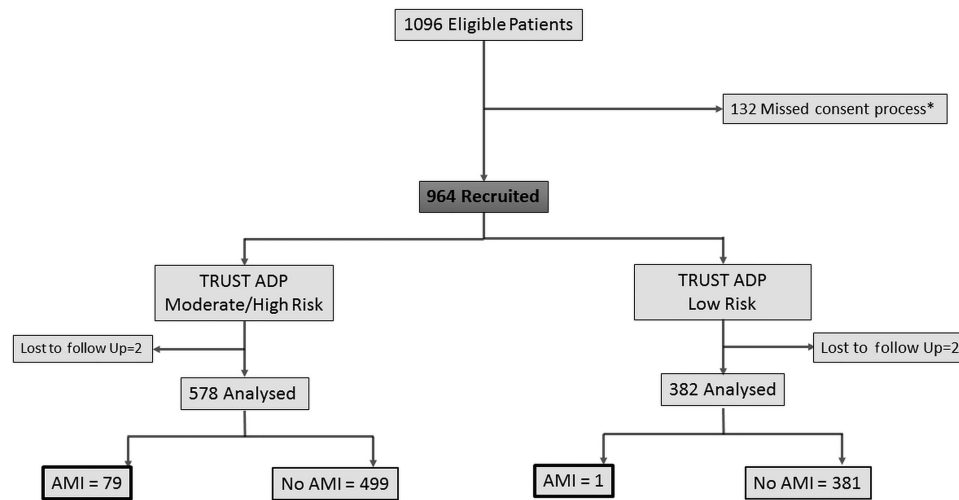 1096 Eligible Patients
132 Missed consent process*
964 Recruited
TRUST ADP
Moderate/High Risk
TRUST ADP
Low Risk
Lost to follow Up=2
Lost to follow Up=2
578 Analysed
382 Analysed
AMI = 79
No AMI = 499
AMI = 1
No AMI = 381